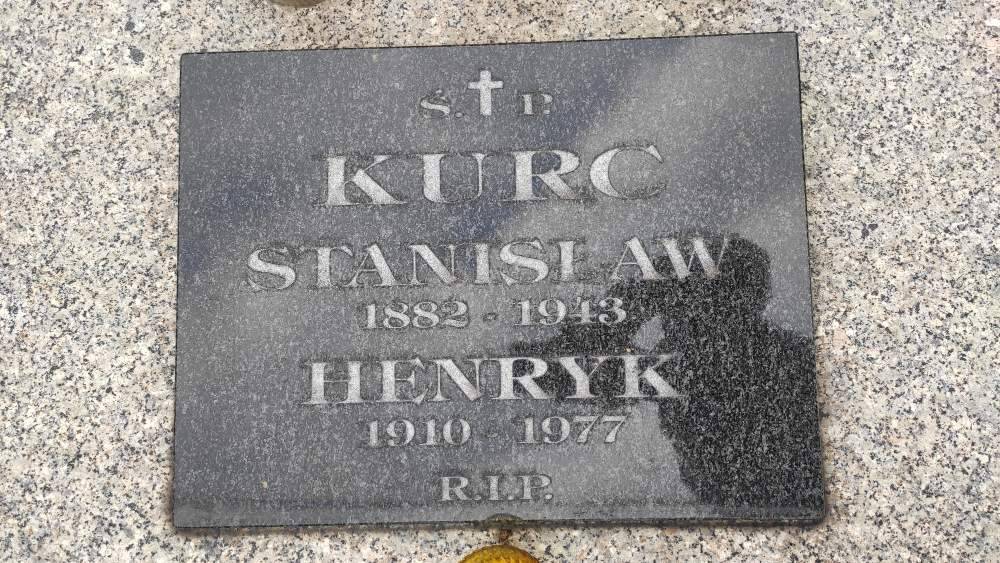 Ś. ✝ P.
KURC
STANISŁAW
1882 - 1943
HENRYK
1910 - 1977
R.I.P.